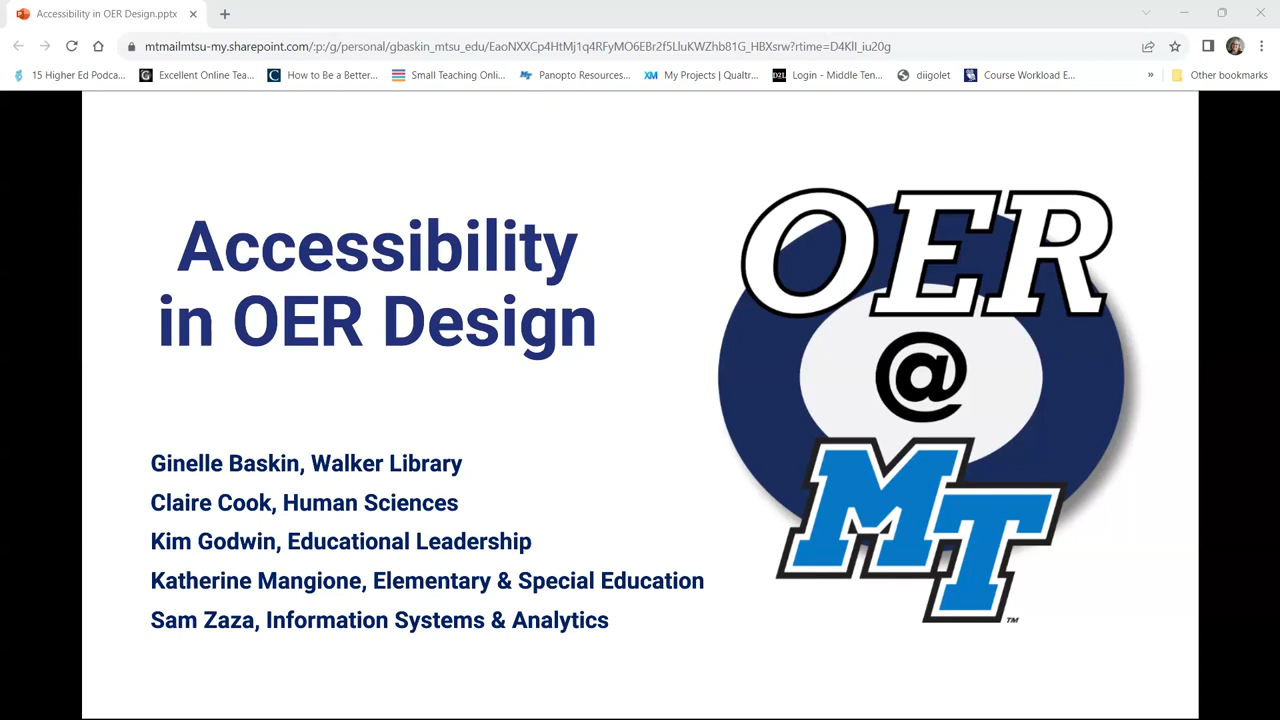 Accessibility in OER Design.pptx
mtmailmtsu-my.sharepoint.com/:p:/g/personal/gbaskin_mtsu_edu/EaoNXXCp4HtMj1q4RFyMO6EBr2f5LluKWZhb81G_HBXsrw?rtime=D4KlI_iu20g
15 Higher Ed Podca...
Excellent Online Tea...
How to Be a Better...
Small Teaching Onli...
Panopto Resources...
My Projects | Qualtr...
Login - Middle Ten...
diigolet
Course Workload E...
»
Other bookmarks
Accessibility
in OER Design
Ginelle Baskin, Walker Library
Claire Cook, Human Sciences
Kim Godwin, Educational Leadership
Katherine Mangione, Elementary & Special Education
Sam Zaza, Information Systems & Analytics
OER
@
MT
TM